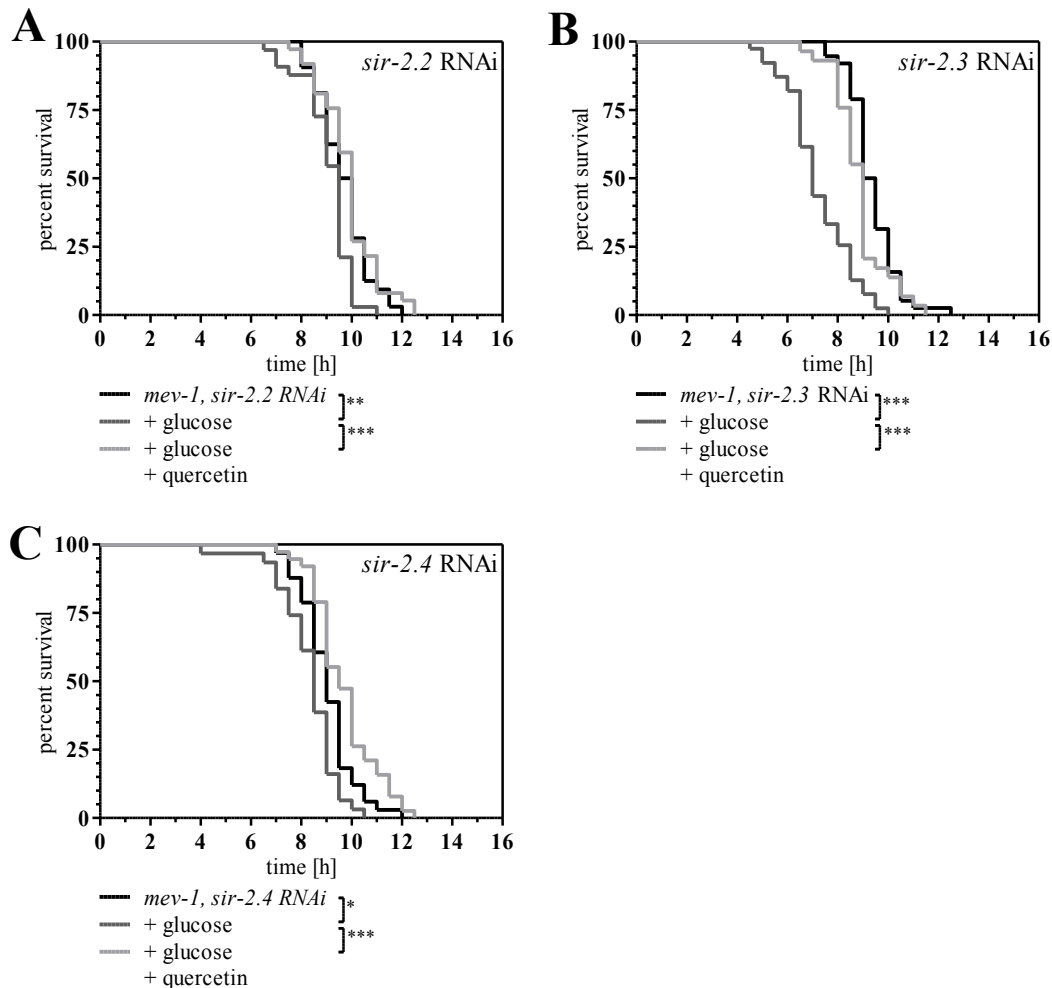 A
sir-2.2 RNAi
percent survival
100
75
50
25
0
0 2 4 6 8 10 12 14 16
time [h]
mev-1, sir-2.2 RNAi
**
+ glucose
***
+ glucose
+ quercetin
B
sir-2.3 RNAi
percent survival
100
75
50
25
0
0 2 4 6 8 10 12 14 16
time [h]
mev-1, sir-2.3 RNAi
***
+ glucose
***
+ glucose
+ quercetin
C
sir-2.4 RNAi
percent survival
100
75
50
25
0
0 2 4 6 8 10 12 14 16
time [h]
mev-1, sir-2.4 RNAi
*
+ glucose
***
+ glucose
+ quercetin